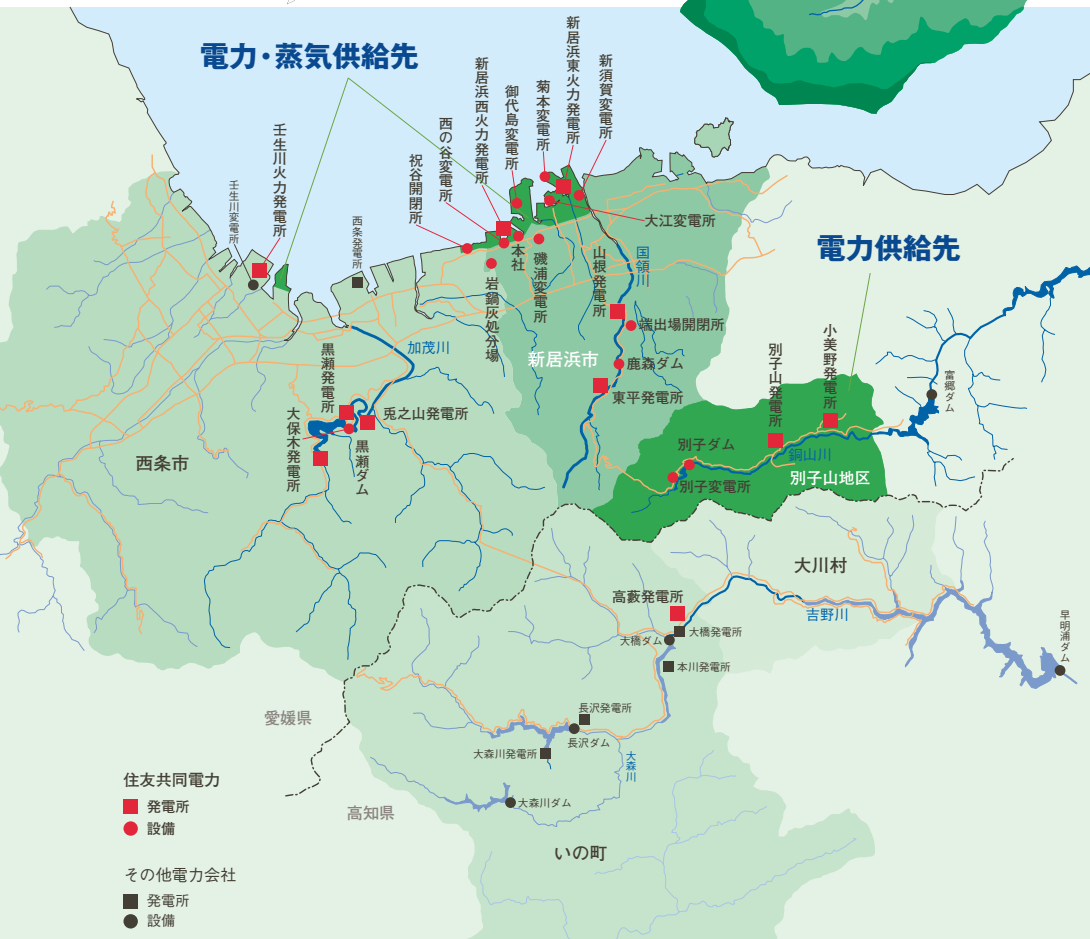 電力・蒸気供給先
新居浜東火力発電所
新須賀変電所
菊本変電所
御代島変電所
新居浜西火力発電所
西の谷変電所
祝谷開閉所
壬生川火力発電所
壬生川変電所
西条発電所
大江変電所
本社
磯浦変電所
岩鍋灰処分場
山根発電所
国領川
電力供給先
端出場開閉所
新居浜市
鹿森ダム
東平発電所
加茂川
黒瀬発電所
兎之山発電所
大保木発電所
黒瀬ダム
西条市
別子山発電所
小美野発電所
富郷ダム
別子ダム
銅山川
別子変電所
別子山地区
大川村
高藪発電所
吉野川
大橋発電所
大橋ダム
本川発電所
早明浦ダム
愛媛県
長沢発電所
長沢ダム
大森川発電所
大森川
大森川ダム
高知県
いの町
住友共同電力
発電所
設備
その他電力会社
発電所
設備